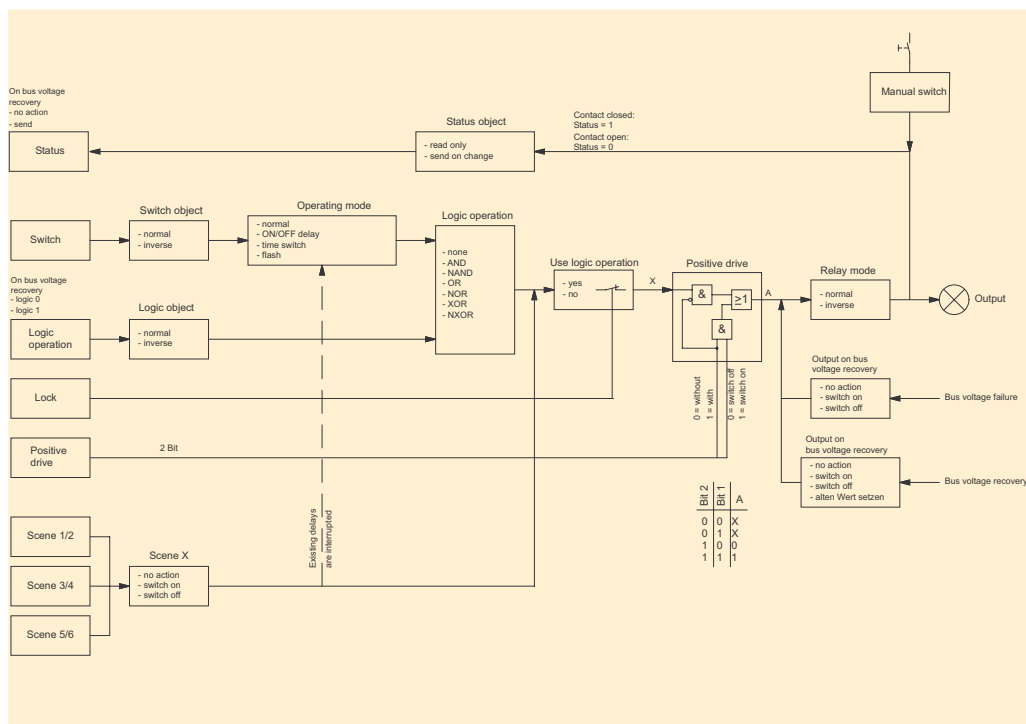 Manual switch
On bus voltage
recovery
- no action
- send
Status
Status object
- read only
- send on change
Contact closed:
Status = 1
Contact open:
Status = 0
Switch
Switch object
- normal
- inverse
Operating mode
- normal
- ON/OFF delay
- time switch
- flash
Logic operation
- none
- AND
- NAND
- OR
- NOR
- XOR
- NXOR
Use logic operation
- yes
- no
X
Positive drive
&
≥1
&
A
Relay mode
- normal
- inverse
Output
On bus voltage
recovery
- logic 0
- logic 1
Logic
operation
Logic object
- normal
- inverse
0 = without
1 = with
0 = switch off
1 = switch on
Output on bus
voltage recovery
- no action
- switch on
- switch off
Bus voltage failure
Lock
Positive
drive
2 Bit
Output on
bus voltage recovery
- no action
- switch on
- switch off
- alten Wert setzen
Bus voltage recovery
Bit 2 Bit 1 A
0 0 X
0 1 X
1 0 0
1 1 1
Existing delays
are interrupted
Scene 1/2
Scene 3/4
Scene 5/6
Scene X
- no action
- switch on
- switch off